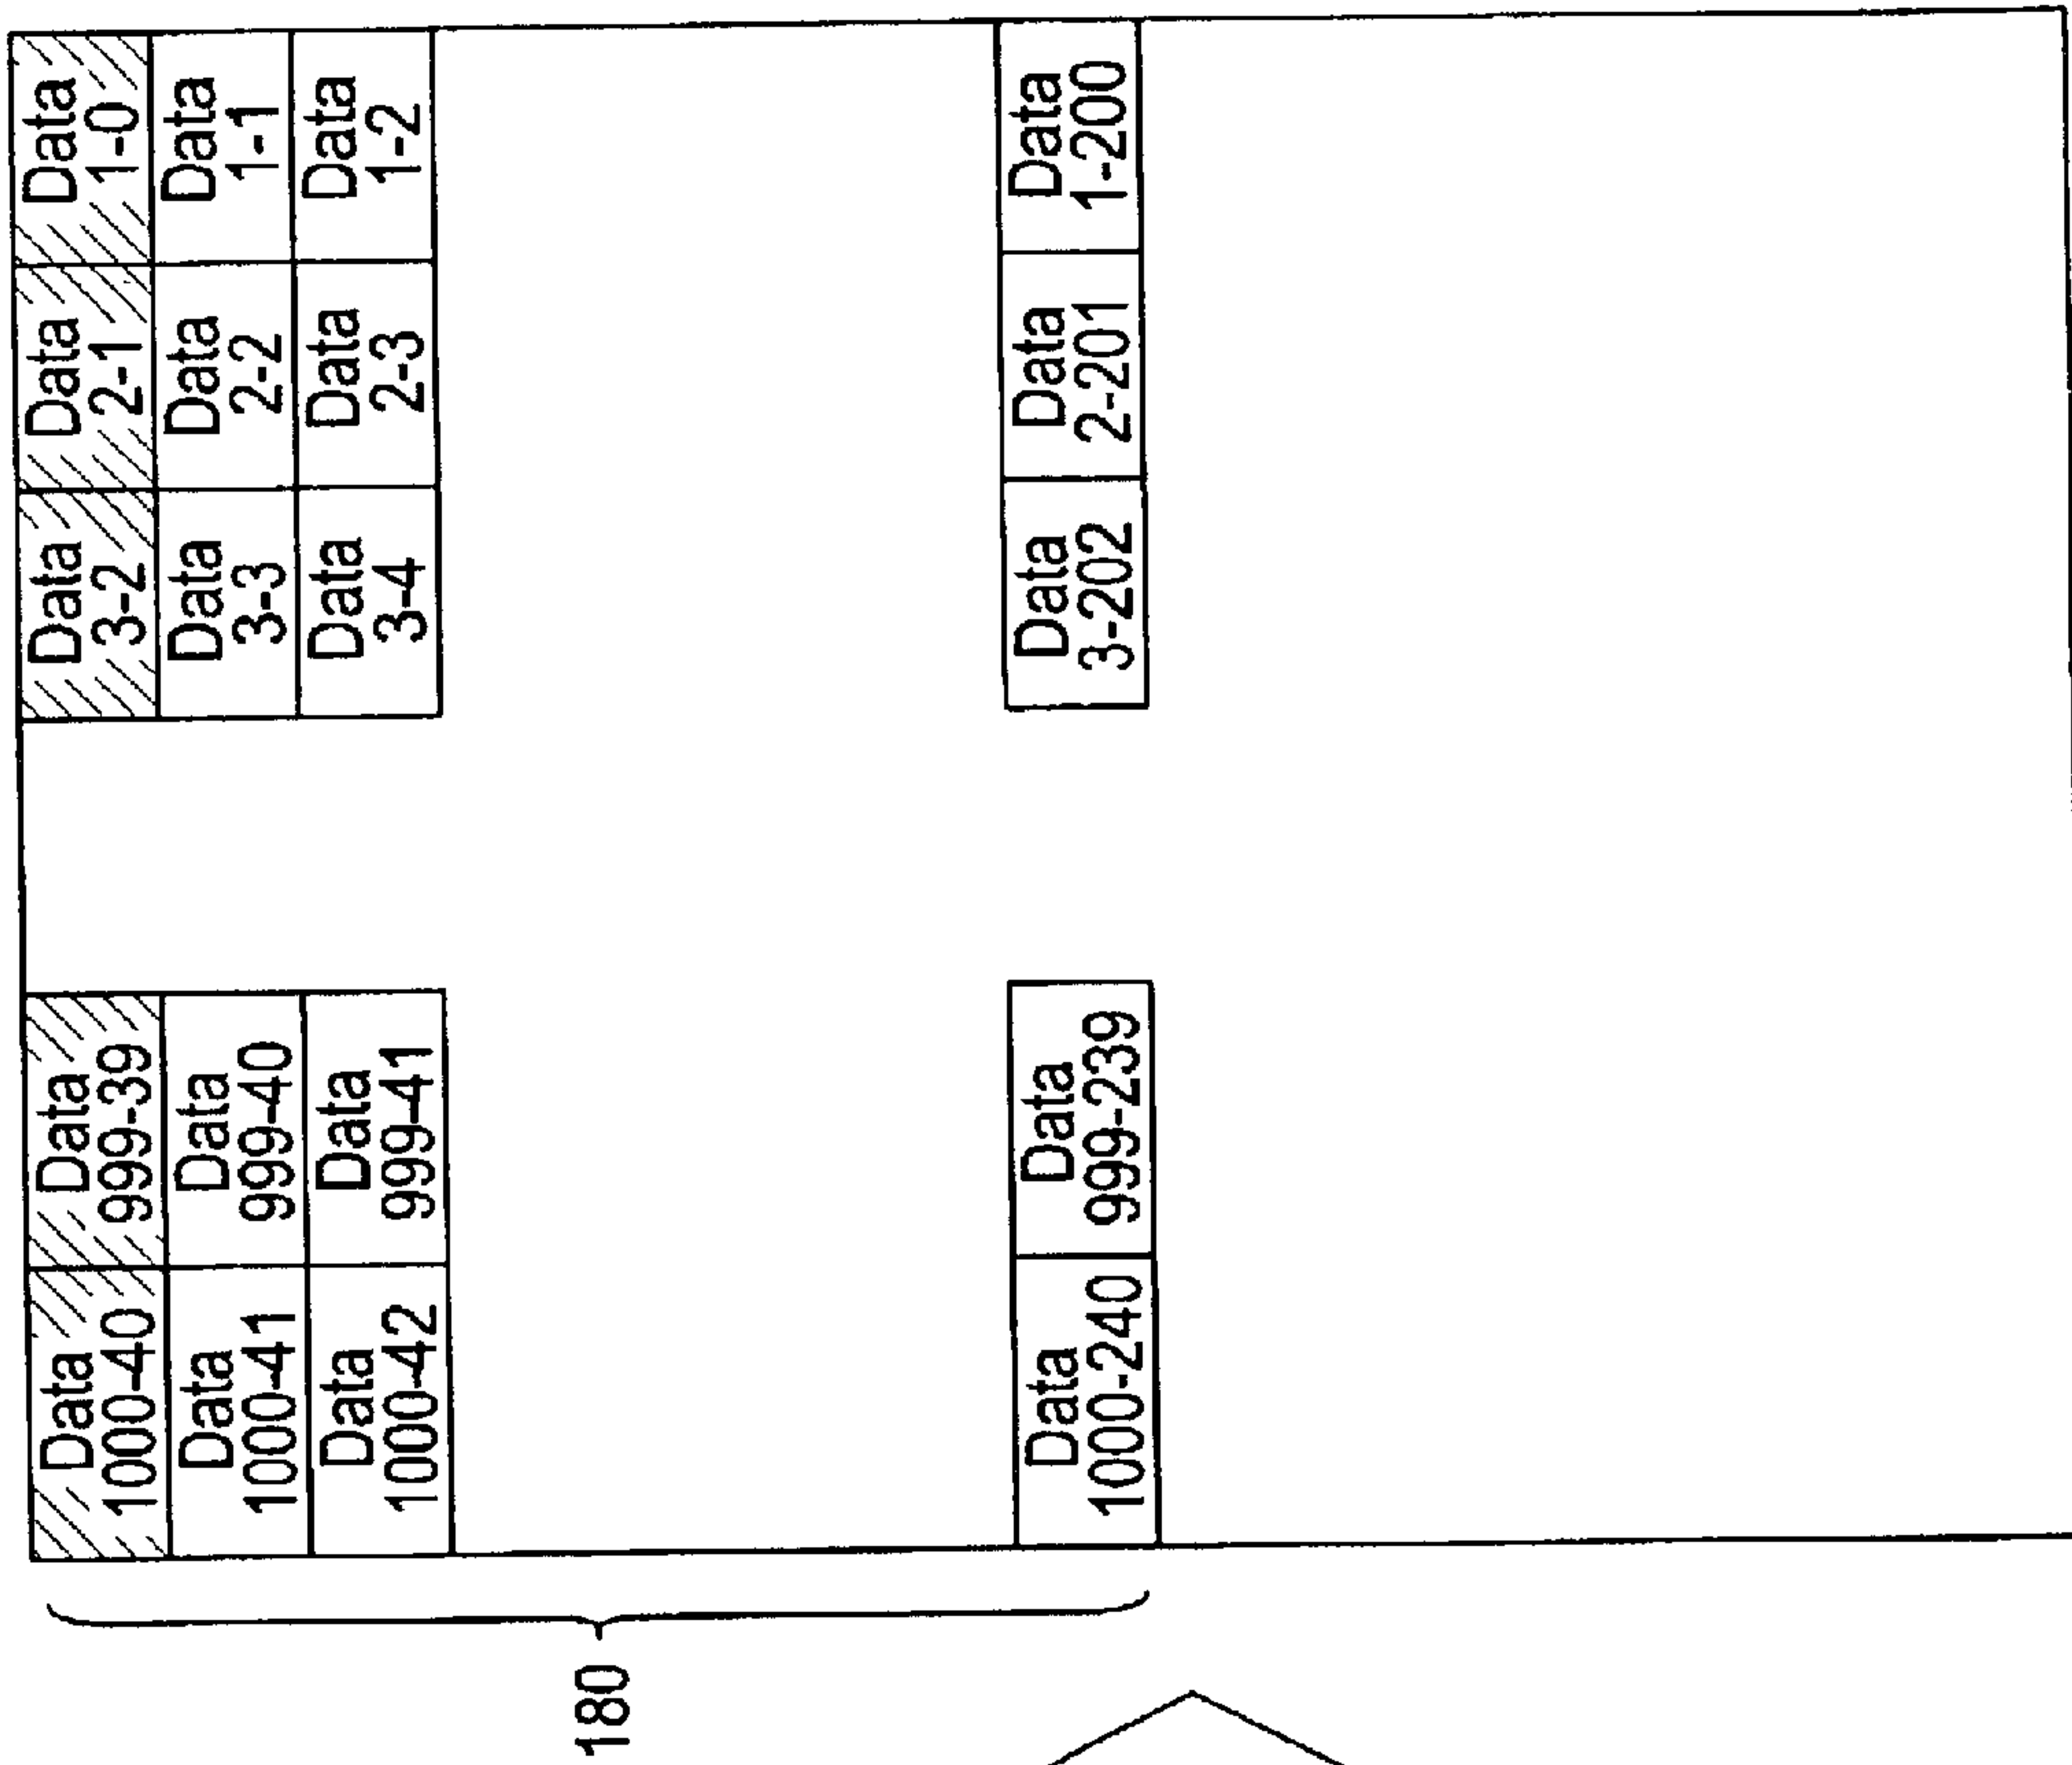 Data
1000-40
Data
999-39
Data
3-2
Data
2-1
Data
1-0
Data
1000-41
Data
999-40
Data
3-3
Data
2-2
Data
1-1
Data
1000-42
Data
999-41
Data
3-4
Data
2-3
Data
1-2
180
Data
1000-240
Data
999-239
Data
3-202
Data
2-201
Data
1-200